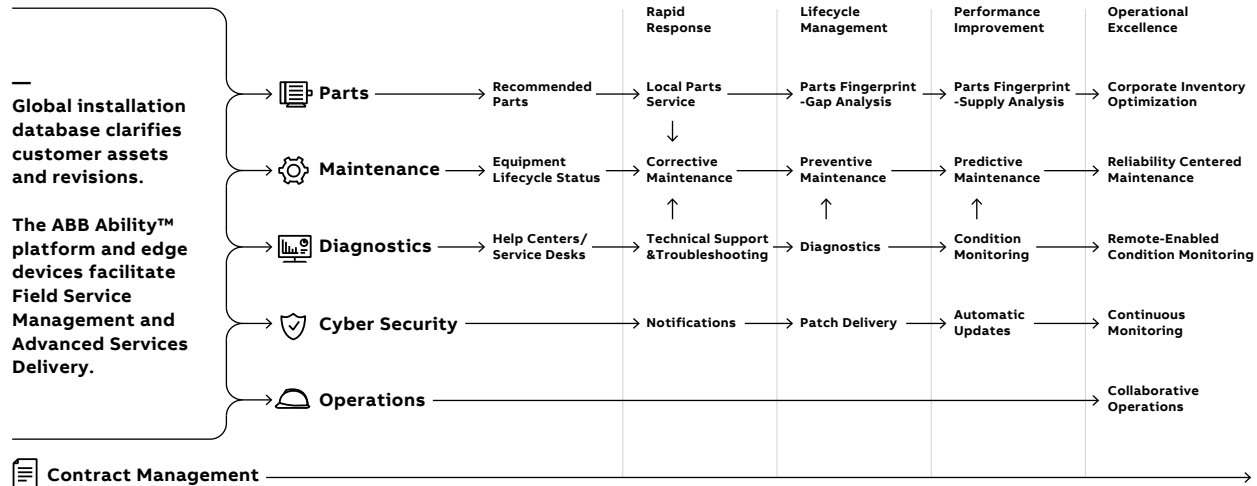 Rapid
Response
Lifecycle
Management
Performance
Improvement
Operational
Excellence
Global installation
database clarifies
customer assets
and revisions.
The ABB Ability™
platform and edge
devices facilitate
Field Service
Management and
Advanced Services
Delivery.
Parts
Recommended
Parts
Local Parts
Service
Parts Fingerprint
-Gap Analysis
Parts Fingerprint
-Supply Analysis
Corporate Inventory
Optimization
Maintenance
Equipment
Lifecycle Status
Corrective
Maintenance
Preventive
Maintenance
Predictive
Maintenance
Reliability Centered
Maintenance
Diagnostics
Help Centers/
Service Desks
Technical Support
&Troubleshooting
Diagnostics
Condition
Monitoring
Remote-Enabled
Condition Monitoring
Cyber Security
Notifications
Patch Delivery
Automatic
Updates
Continuous
Monitoring
Operations
Collaborative
Operations
Contract Management